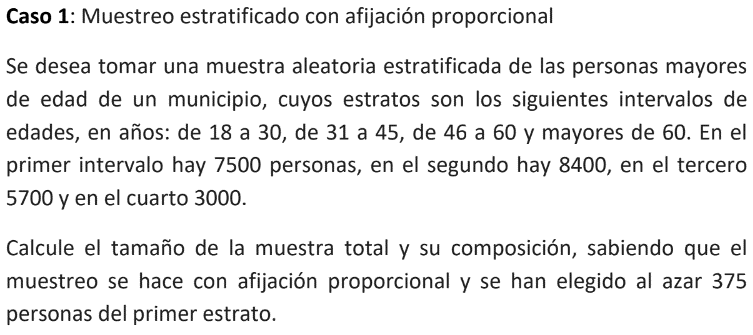 Caso 1: Muestreo estratificado con afijación proporcional
Se desea tomar una muestra aleatoria estratificada de las personas mayores
de edad de un municipio, cuyos estratos son los siguientes intervalos de
edades, en años: de 18 a 30, de 31 a 45, de 46 a 60 y mayores de 60. En el
primer intervalo hay 7500 personas, en el segundo hay 8400, en el tercero
5700 y en el cuarto 3000.
Calcule el tamaño de la muestra total y su composición, sabiendo que el
muestreo se hace con afijación proporcional y se han elegido al azar 375
personas del primer estrato.